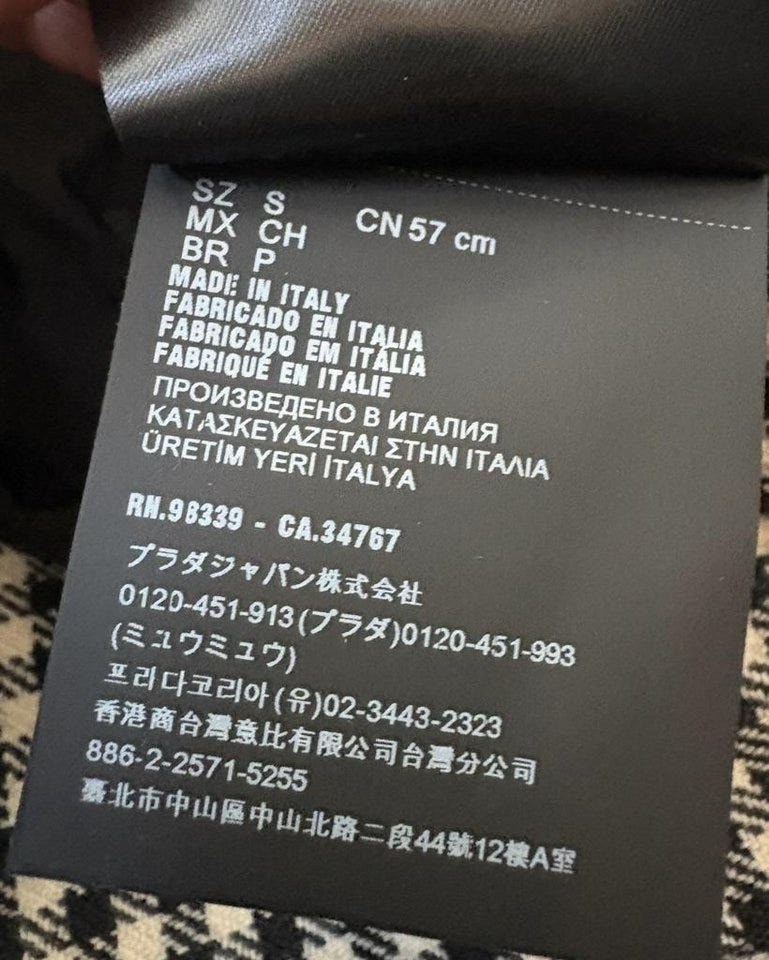 SZ S
MX CH CN 57 cm
BR P
MADE IN ITALY
FABRICADO EN ITALIA
FABRICADO EM ITÁLIA
FABRIQUÉ EN ITALIE
ПРОИЗВЕДЕНО В ИТАЛИЯ
ΚΑΤΑΣΚΕΥΑΖΕΤΑΙ ΣΤΗΝ ΙΤΑΛΙΑ
ÜRETİM YERİ İTALYA
RN.98339 - CA.34767
プラダジャパン株式会社
0120-451-913(プラダ)0120-451-993
(ミュウミュウ)
프라다코리아(유)02-3443-2323
香港商台灣意比有限公司台灣分公司
886-2-2571-5255
臺北市中山區中山北路二段44號12樓A室